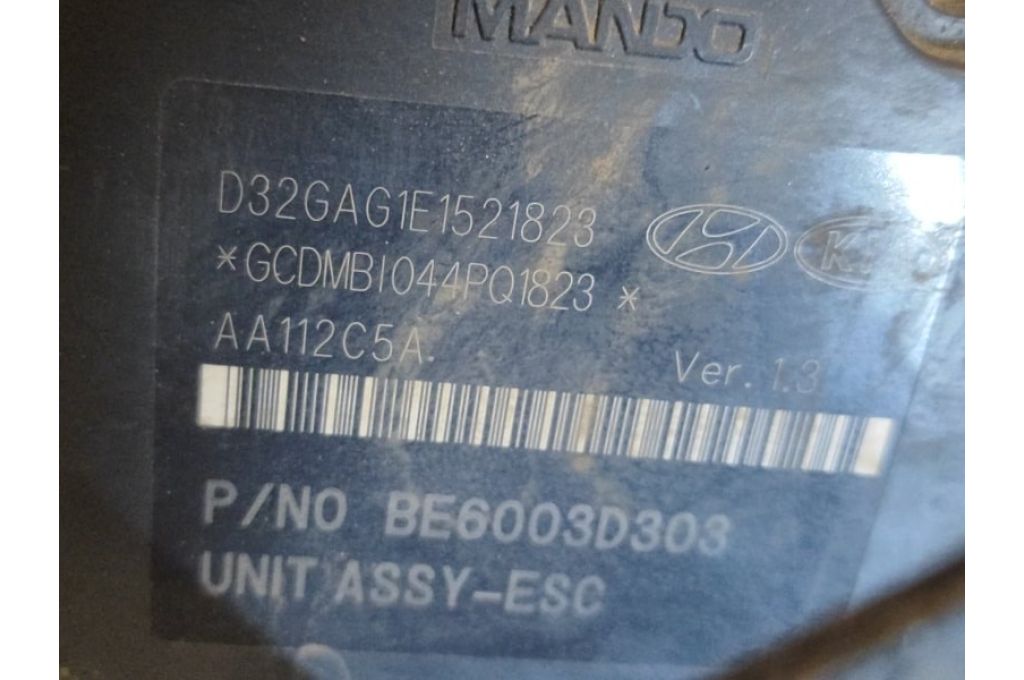 MANDO
D32GAG1E1521823
*GCDMBI044PQ1823 *
AA112C5A.
Ver. 1.3
P/NO BE6003D303
UNIT ASSY-ESC